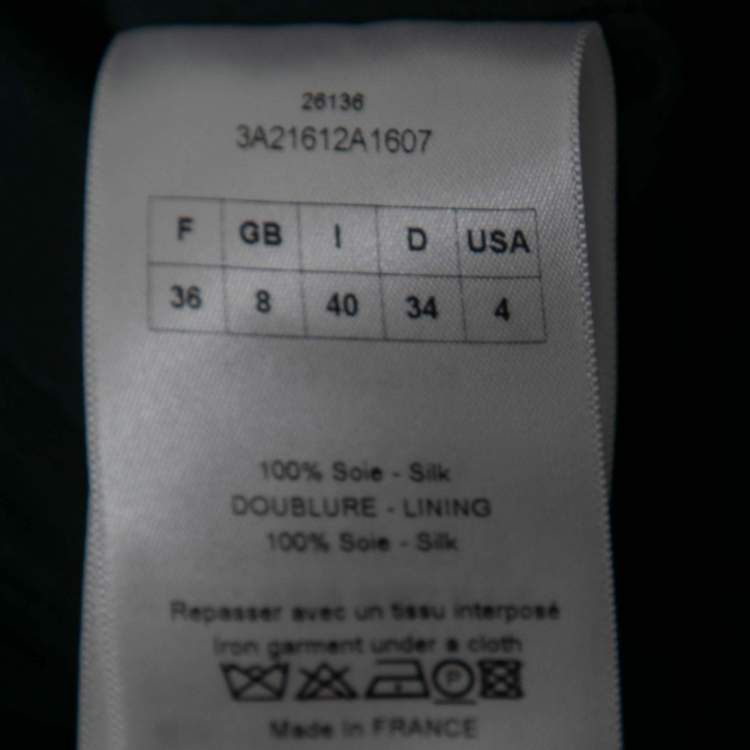 26136
3A21612A1607
F GB I D USA
36 8 40 34 4
100% Soie - Silk
DOUBLURE - LINING
100% Soie - Silk
Repasser avec un tissu interposé
Iron garment under a cloth
P
Made in FRANCE